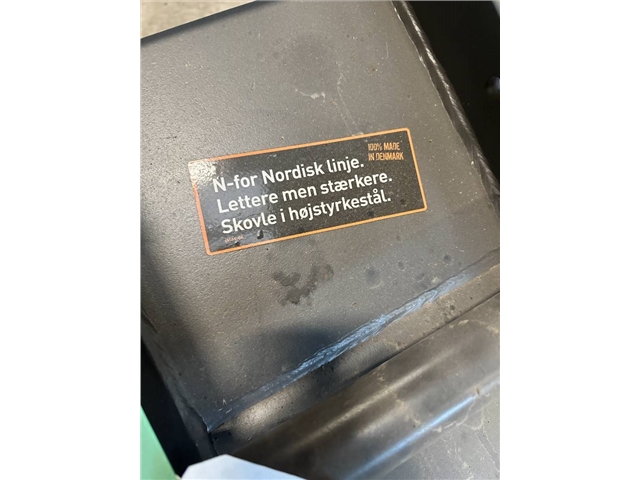 100% MADE
IN DENMARK
N-for Nordisk linje.
Lettere men stærkere.
Skovle i højstyrkestål.